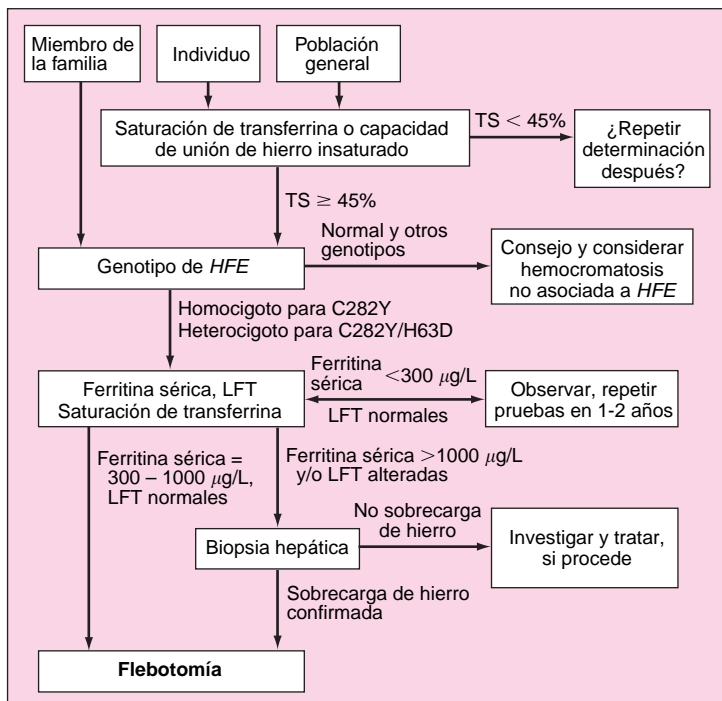 Miembro de
la familia
Individuo
Población
general
Saturación de transferrina o capacidad
de unión de hierro insaturado
TS < 45%
¿Repetir
determinación
después?
TS ≥ 45%
Genotipo de HFE
Normal y otros
genotipos
Consejo y considerar
hemocromatosis
no asociada a HFE
Homocigoto para C282Y
Heterocigoto para C282Y/H63D
Ferritina sérica, LFT
Saturación de transferrina
Ferritina
sérica <300 μg/L
LFT normales
Observar, repetir
pruebas en 1-2 años
Ferritina sérica =
300 – 1000 μg/L,
LFT normales
Ferritina sérica >1000 μg/L
y/o LFT alteradas
Biopsia hepática
No sobrecarga
de hierro
Investigar y tratar,
si procede
Sobrecarga de hierro
confirmada
Flebotomía